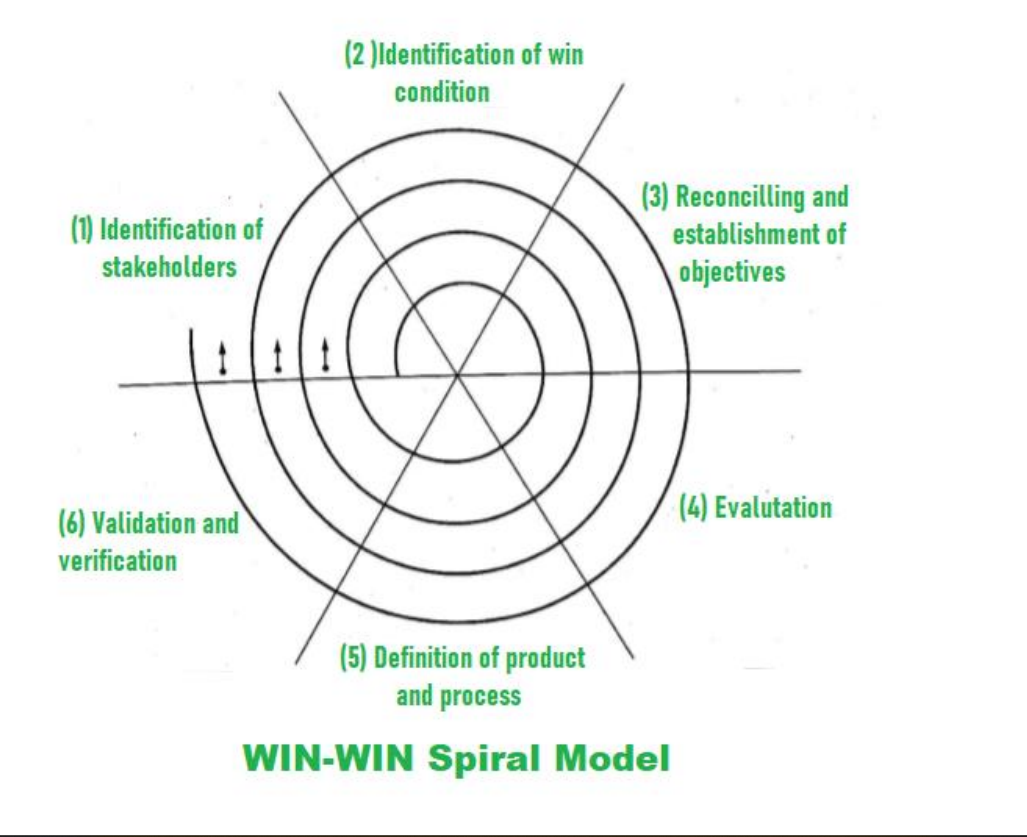 (2 )Identification of win
condition
(3) Reconcilling and
establishment of
objectives
(1) Identification of
stakeholders
(4) Evalutation
(6) Validation and
verification
(5) Definition of product
and process
WIN-WIN Spiral Model